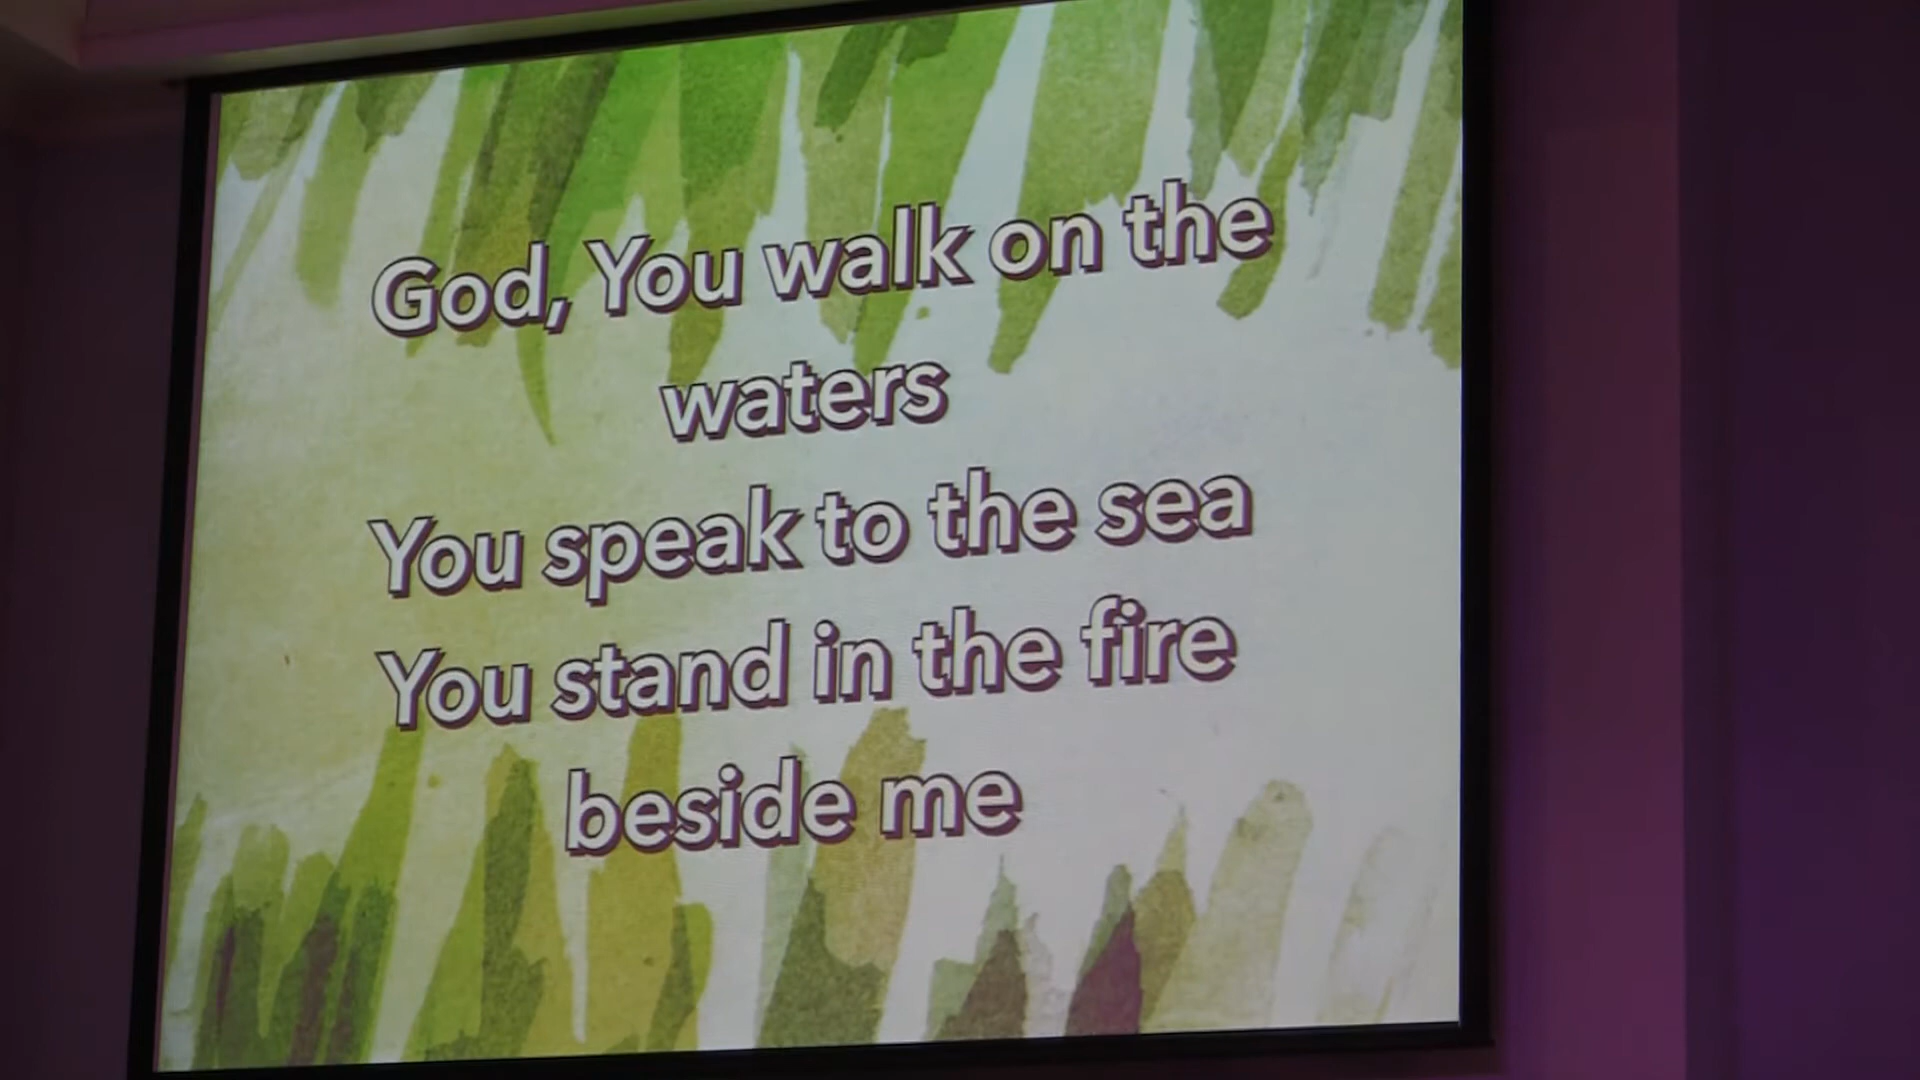 God, You walk on the
waters
You speak to the sea
You stand in the fire
beside me